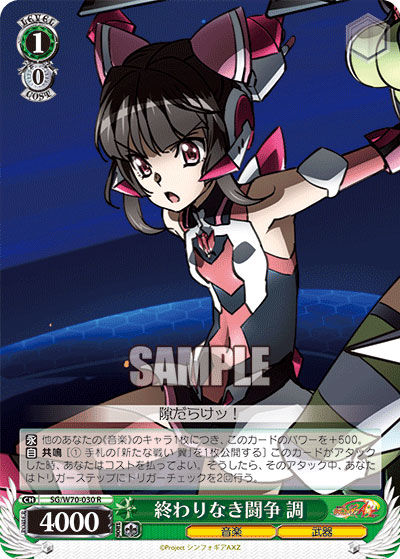 LEVEL
1
0
COST
SAMPLE
隙だらけッ！
永 他のあなたの《音楽》のキャラ1枚につき、このカードのパワーを＋500。
自 共鳴［① 手札の「新たな戦い 翼」を1枚公開する］ このカードがアタック
した時、あなたはコストを払ってよい。そうしたら、そのアタック中、あなた
はトリガーステップにトリガーチェックを2回行う。
CH SG/W70-030 R
POWER
4000
終わりなき闘争 調
音楽 武器
©Project シンフォギアAXZ